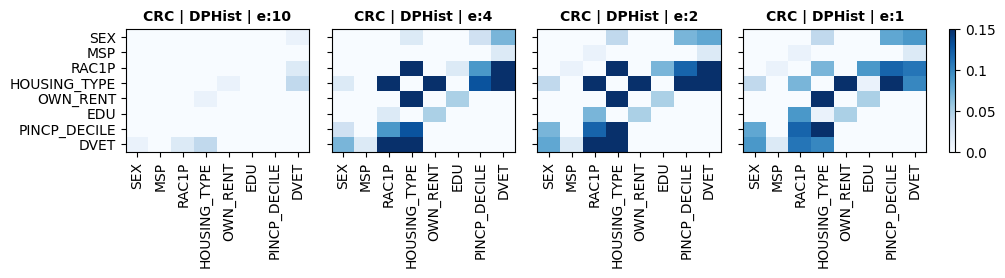 CRC | DPHist | e:10
CRC | DPHist | e:4
CRC | DPHist | e:2
CRC | DPHist | e:1
SEX
MSP
RAC1P
HOUSING_TYPE
OWN_RENT
EDU
PINCP_DECILE
DVET
0.15
0.10
0.05
0.0
SEX
MSP
RAC1P
HOUSING_TYPE
OWN_RENT
EDU
PINCP_DECILE
DVET
SEX
MSP
RAC1P
HOUSING_TYPE
OWN_RENT
EDU
PINCP_DECILE
DVET
SEX
MSP
RAC1P
HOUSING_TYPE
OWN_RENT
EDU
PINCP_DECILE
DVET
SEX
MSP
RAC1P
HOUSING_TYPE
OWN_RENT
EDU
PINCP_DECILE
DVET